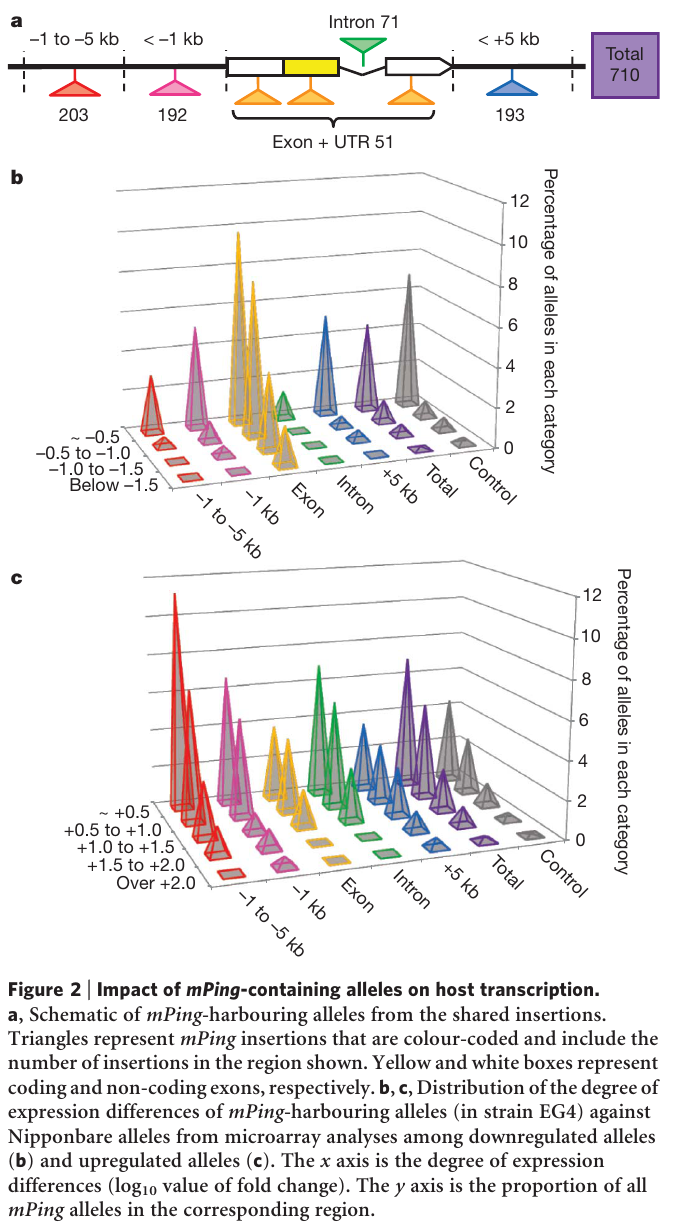 a
Intron 71
–1 to –5 kb
< –1 kb
< +5 kb
Total
710
203
192
193
Exon + UTR 51
b
12
10
8
6
4
2
0
Percentage of alleles in each category
~ –0.5
–0.5 to –1.0
–1.0 to –1.5
Below –1.5
–1 to –5 kb
–1 kb
Exon
Intron
+5 kb
Total
Control
c
12
10
8
6
4
2
0
Percentage of alleles in each category
~ +0.5
+0.5 to +1.0
+1.0 to +1.5
+1.5 to +2.0
Over +2.0
–1 to –5 kb
–1 kb
Exon
Intron
+5 kb
Total
Control
Figure 2 | Impact of mPing-containing alleles on host transcription.
a, Schematic of mPing-harbouring alleles from the shared insertions.
Triangles represent mPing insertions that are colour-coded and include the
number of insertions in the region shown. Yellow and white boxes represent
coding and non-coding exons, respectively. b, c, Distribution of the degree of
expression differences of mPing-harbouring alleles (in strain EG4) against
Nipponbare alleles from microarray analyses among downregulated alleles
(b) and upregulated alleles (c). The x axis is the degree of expression
differences (log10 value of fold change). The y axis is the proportion of all
mPing alleles in the corresponding region.